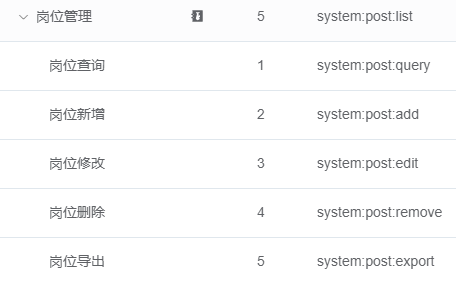 岗位管理 5 system:post:list
岗位查询 1 system:post:query
岗位新增 2 system:post:add
岗位修改 3 system:post:edit
岗位删除 4 system:post:remove
岗位导出 5 system:post:export